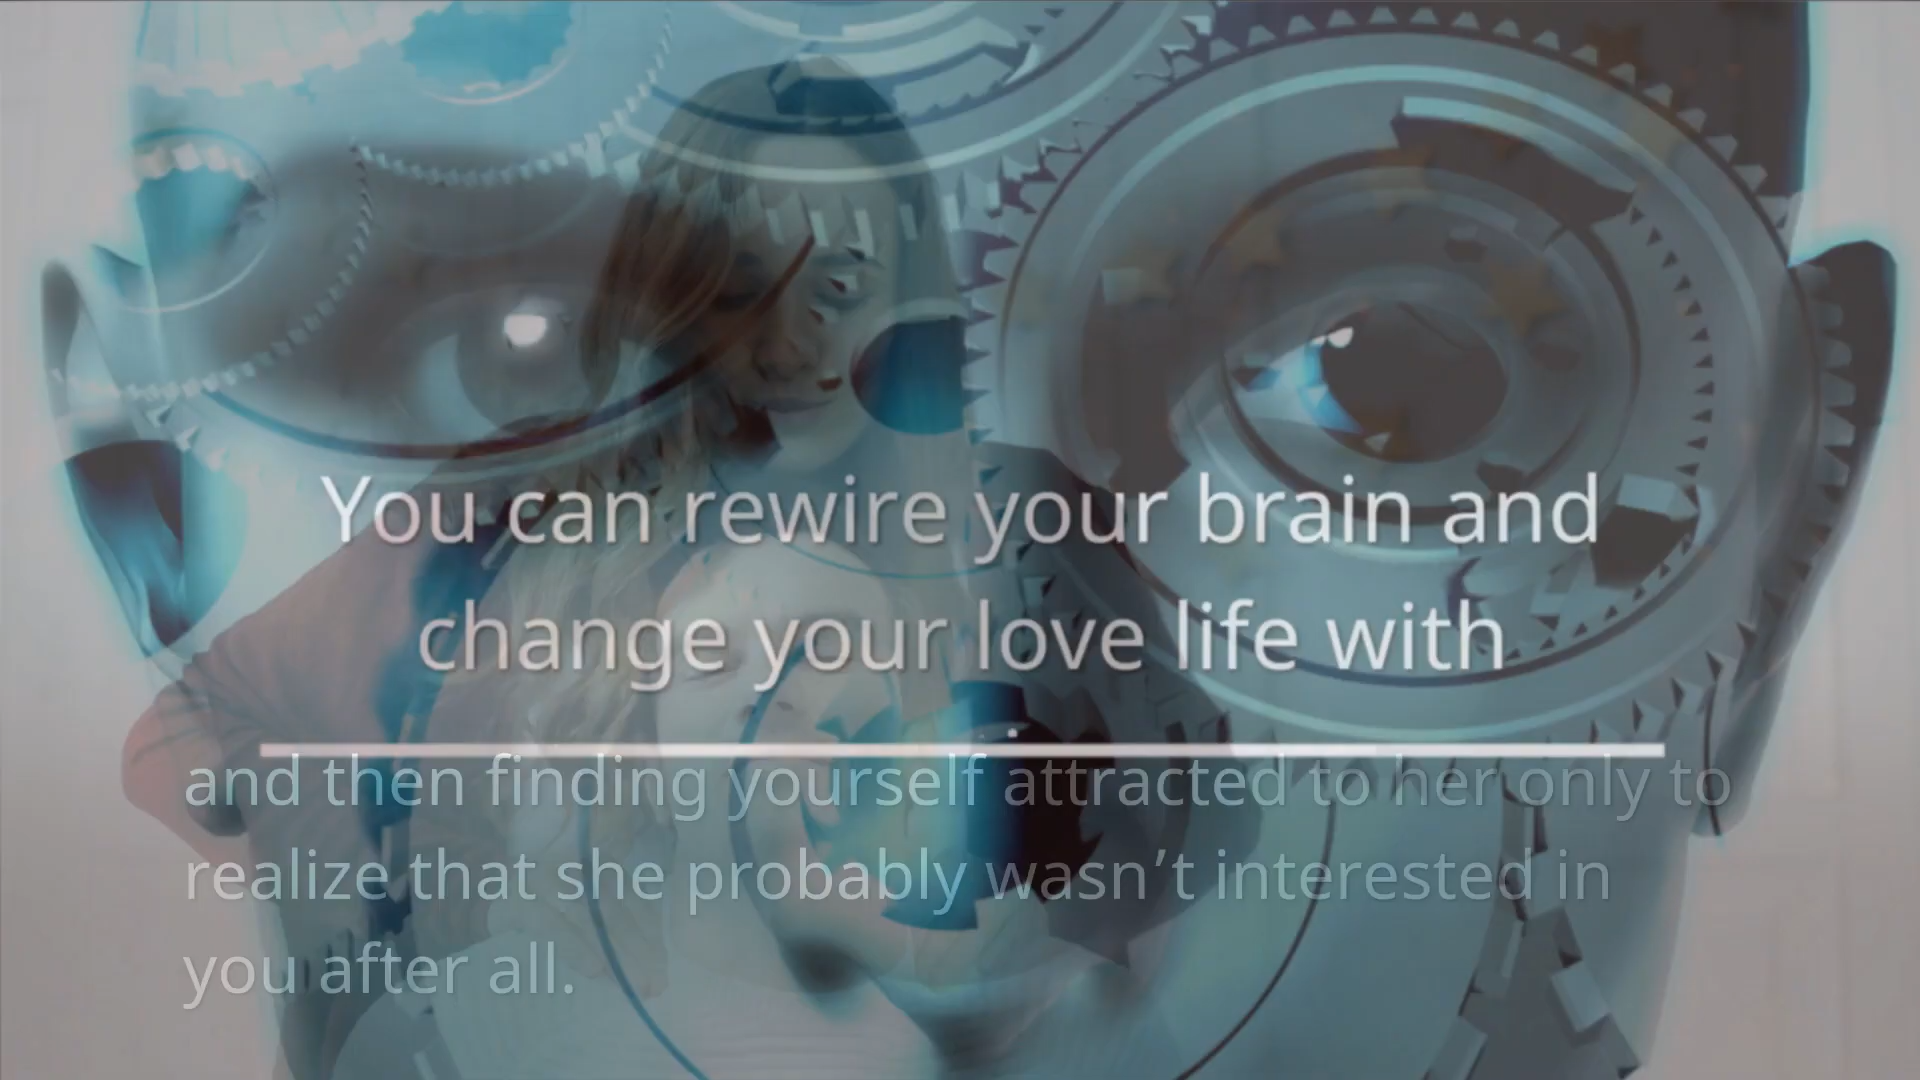 You can rewire your brain and
change your love life with
and then finding yourself attracted to her only to
realize that she probably wasn’t interested in
you after all.